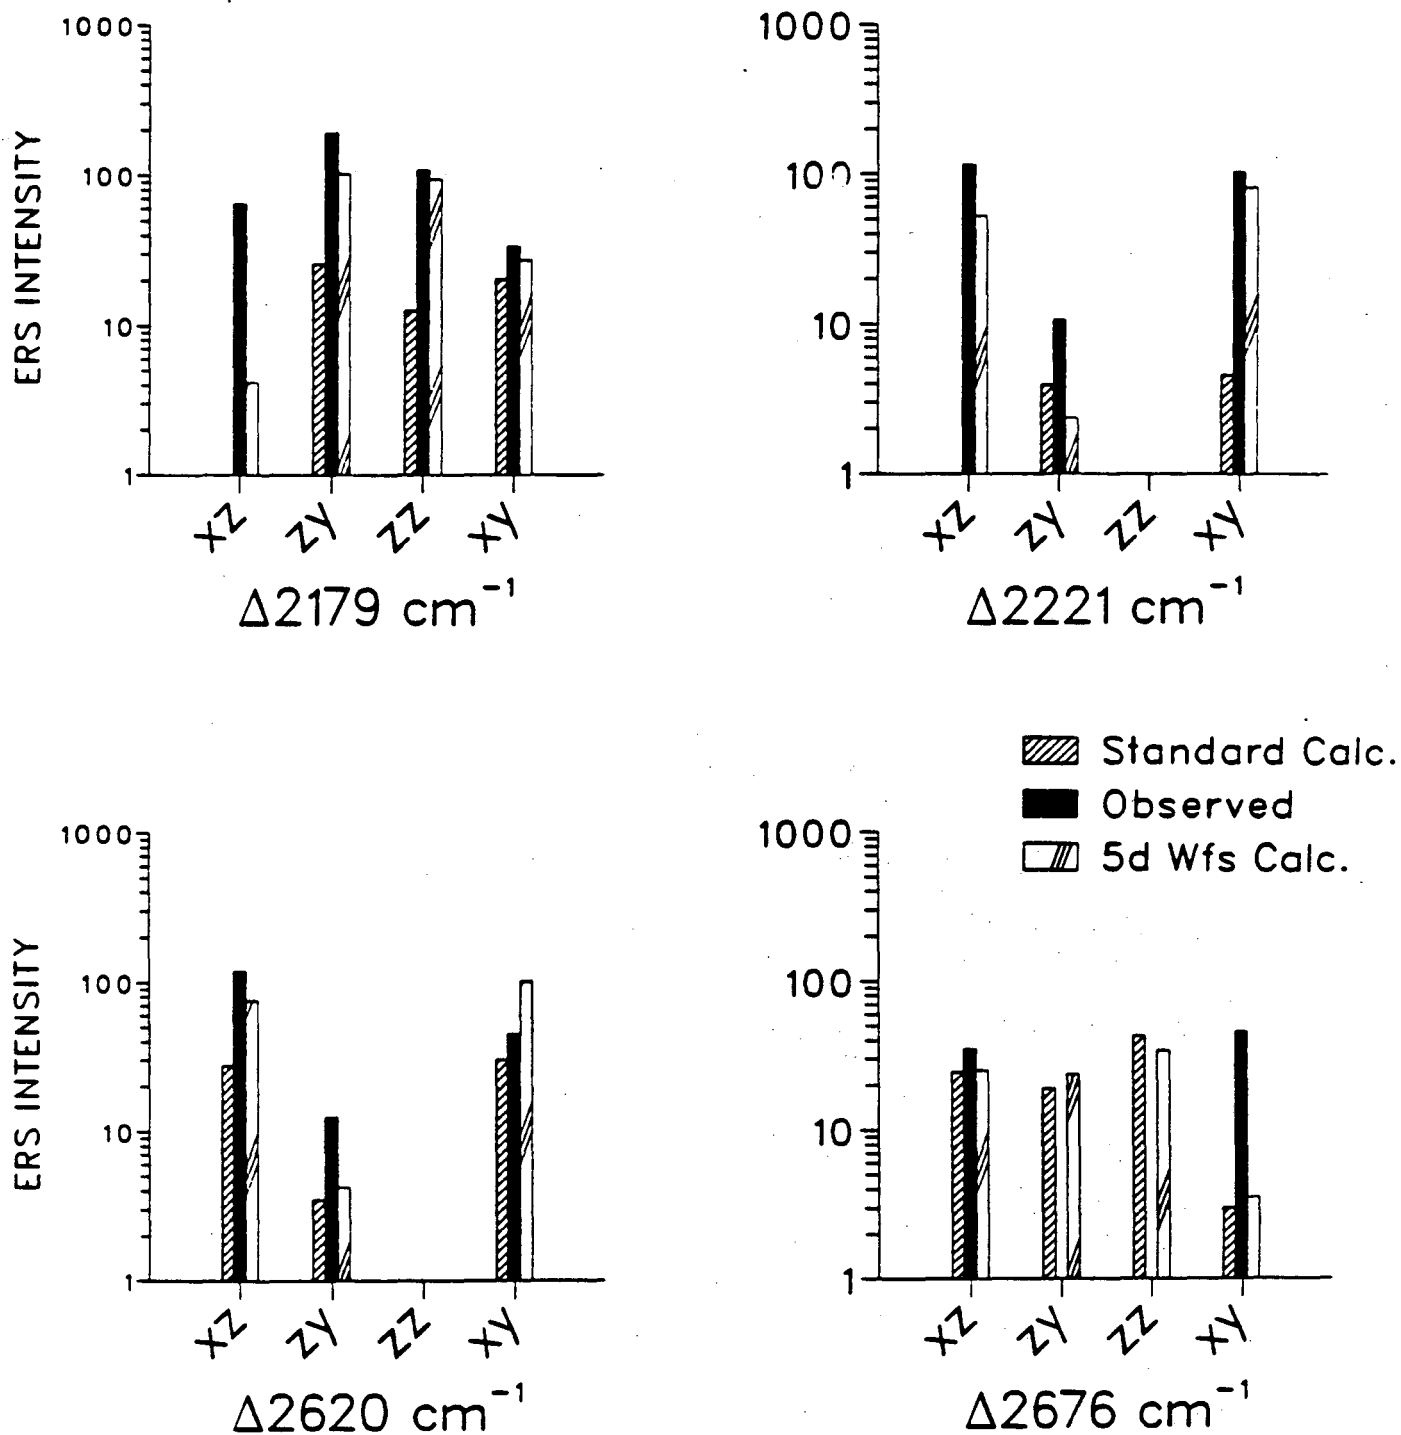 1000
100
10
1
ERS INTENSITY
xz zy zz xy
Δ2179 cm⁻¹
1000
100
10
1
xz zy zz xy
Δ2221 cm⁻¹
Standard Calc.
Observed
5d Wfs Calc.
1000
100
10
1
ERS INTENSITY
xz zy zz xy
Δ2620 cm⁻¹
1000
100
10
1
xz zy zz xy
Δ2676 cm⁻¹